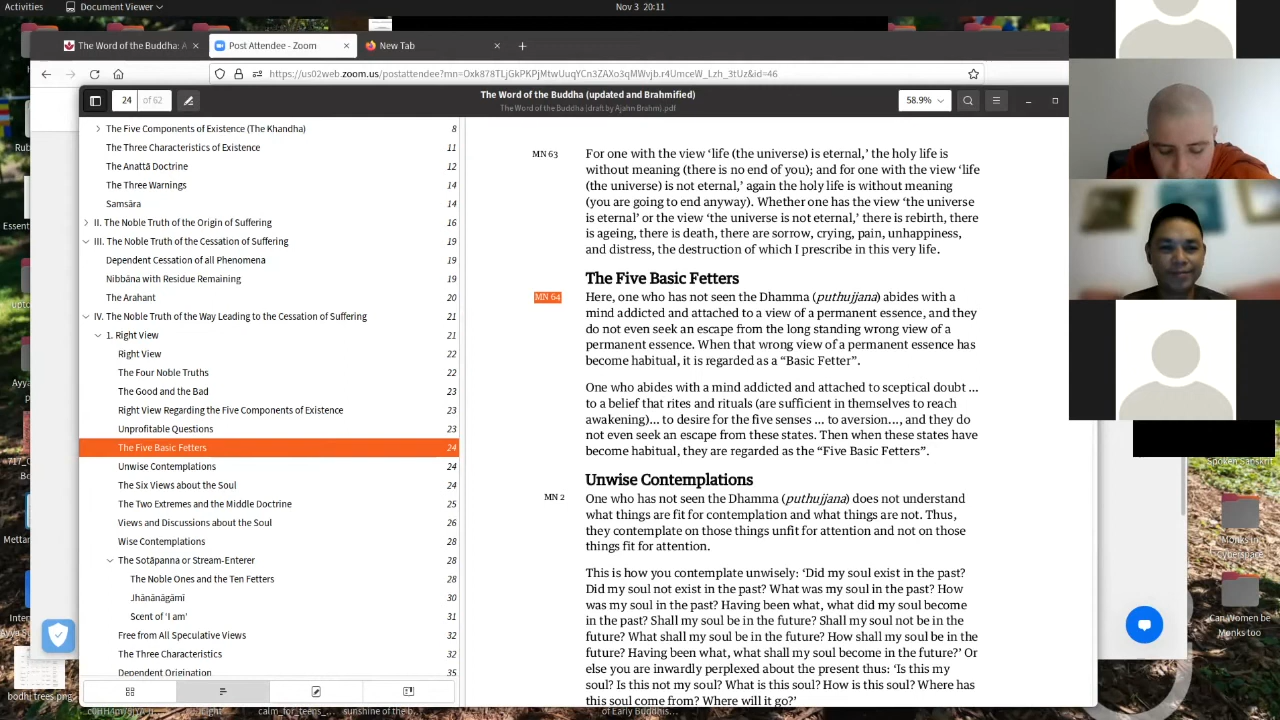 Activities
Document Viewer
Nov 3 20:11
The Word of the Buddha: A
Post Attendee - Zoom
New Tab
https://us02web.zoom.us/postattendee?mn=Oxk878TLjGkPKPjMtwUuqYCn3ZAXo3qMWvjb.r4UmceW_Lzh_3tUz&id=46
24 of 62
The Word of the Buddha (updated and Brahmified)
The Word of the Buddha (draft by Ajahn Brahm).pdf
58.9%
The Five Components of Existence (The Khandha) 8
The Three Characteristics of Existence 11
The Anattā Doctrine 12
The Three Warnings 14
Saṃsāra 14
II. The Noble Truth of the Origin of Suffering 16
III. The Noble Truth of the Cessation of Suffering 19
Dependent Cessation of all Phenomena 19
Nibbāna with Residue Remaining 19
The Arahant 20
IV. The Noble Truth of the Way Leading to the Cessation of Suffering 21
1. Right View 21
Right View 22
The Four Noble Truths 22
The Good and the Bad 23
Right View Regarding the Five Components of Existence 23
Unprofitable Questions 23
The Five Basic Fetters 24
Unwise Contemplations 24
The Six Views about the Soul 24
The Two Extremes and the Middle Doctrine 25
Views and Discussions about the Soul 26
Wise Contemplations 28
The Sotāpanna or Stream-Enterer 28
The Noble Ones and the Ten Fetters 28
Jhānānāgāmī 30
Scent of 'I am' 31
Free from All Speculative Views 32
The Three Characteristics 32
Dependent Origination 35
MN 63
For one with the view ‘life (the universe) is eternal,’ the holy life is
without meaning (there is no end of you); and for one with the view ‘life
(the universe) is not eternal,’ again the holy life is without meaning
(you are going to end anyway). Whether one has the view ‘the universe
is eternal’ or the view ‘the universe is not eternal,’ there is rebirth, there
is ageing, there is death, there are sorrow, crying, pain, unhappiness,
and distress, the destruction of which I prescribe in this very life.
The Five Basic Fetters
MN 64
Here, one who has not seen the Dhamma (puthujjana) abides with a
mind addicted and attached to a view of a permanent essence, and they
do not even seek an escape from the long standing wrong view of a
permanent essence. When that wrong view of a permanent essence has
become habitual, it is regarded as a “Basic Fetter”.
One who abides with a mind addicted and attached to sceptical doubt ...
to a belief that rites and rituals (are sufficient in themselves to reach
awakening)... to desire for the five senses ... to aversion..., and they do
not even seek an escape from these states. Then when these states have
become habitual, they are regarded as the “Five Basic Fetters”.
Unwise Contemplations
MN 2
One who has not seen the Dhamma (puthujjana) does not understand
what things are fit for contemplation and what things are not. Thus,
they contemplate on those things unfit for attention and not on those
things fit for attention.
This is how you contemplate unwisely: ‘Did my soul exist in the past?
Did my soul not exist in the past? What was my soul in the past? How
was my soul in the past? Having been what, what did my soul become
in the past? Shall my soul be in the future? Shall my soul not be in the
future? What shall my soul be in the future? How shall my soul be in the
future? Having been what, what shall my soul become in the future?’ Or
else you are inwardly perplexed about the present thus: ‘Is this my
soul? Is this not my soul? What is this soul? How is this soul? Where has
this soul come from? Where will it go?’
Spoken Sanskrit
Monks in
Cyberspace
Can Women be
Monks too
bodhi trees.png
calm_for_teens_...
sunshine of the b...
of Early Buddhis...